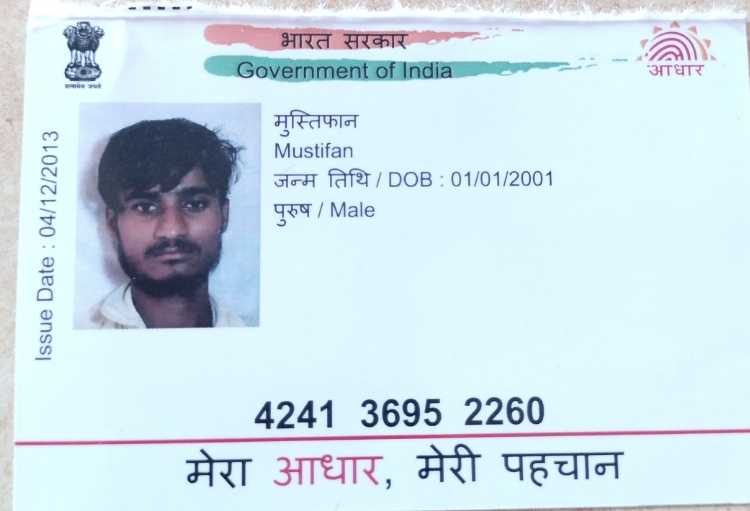 भारत सरकार
Government of India
सत्यमेव जयते
आधार
Issue Date : 04/12/2013
मुस्तिफान
Mustifan
जन्म तिथि / DOB : 01/01/2001
पुरुष / Male
4241 3695 2260
मेरा आधार, मेरी पहचान